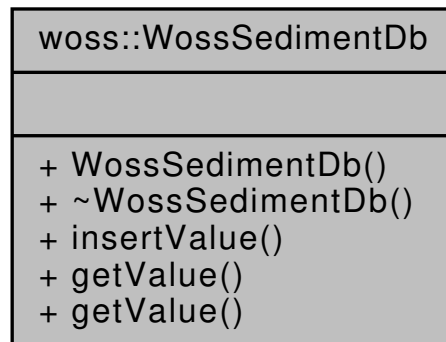 woss::WossSedimentDb
+ WossSedimentDb()
+ ~WossSedimentDb()
+ insertValue()
+ getValue()
+ getValue()